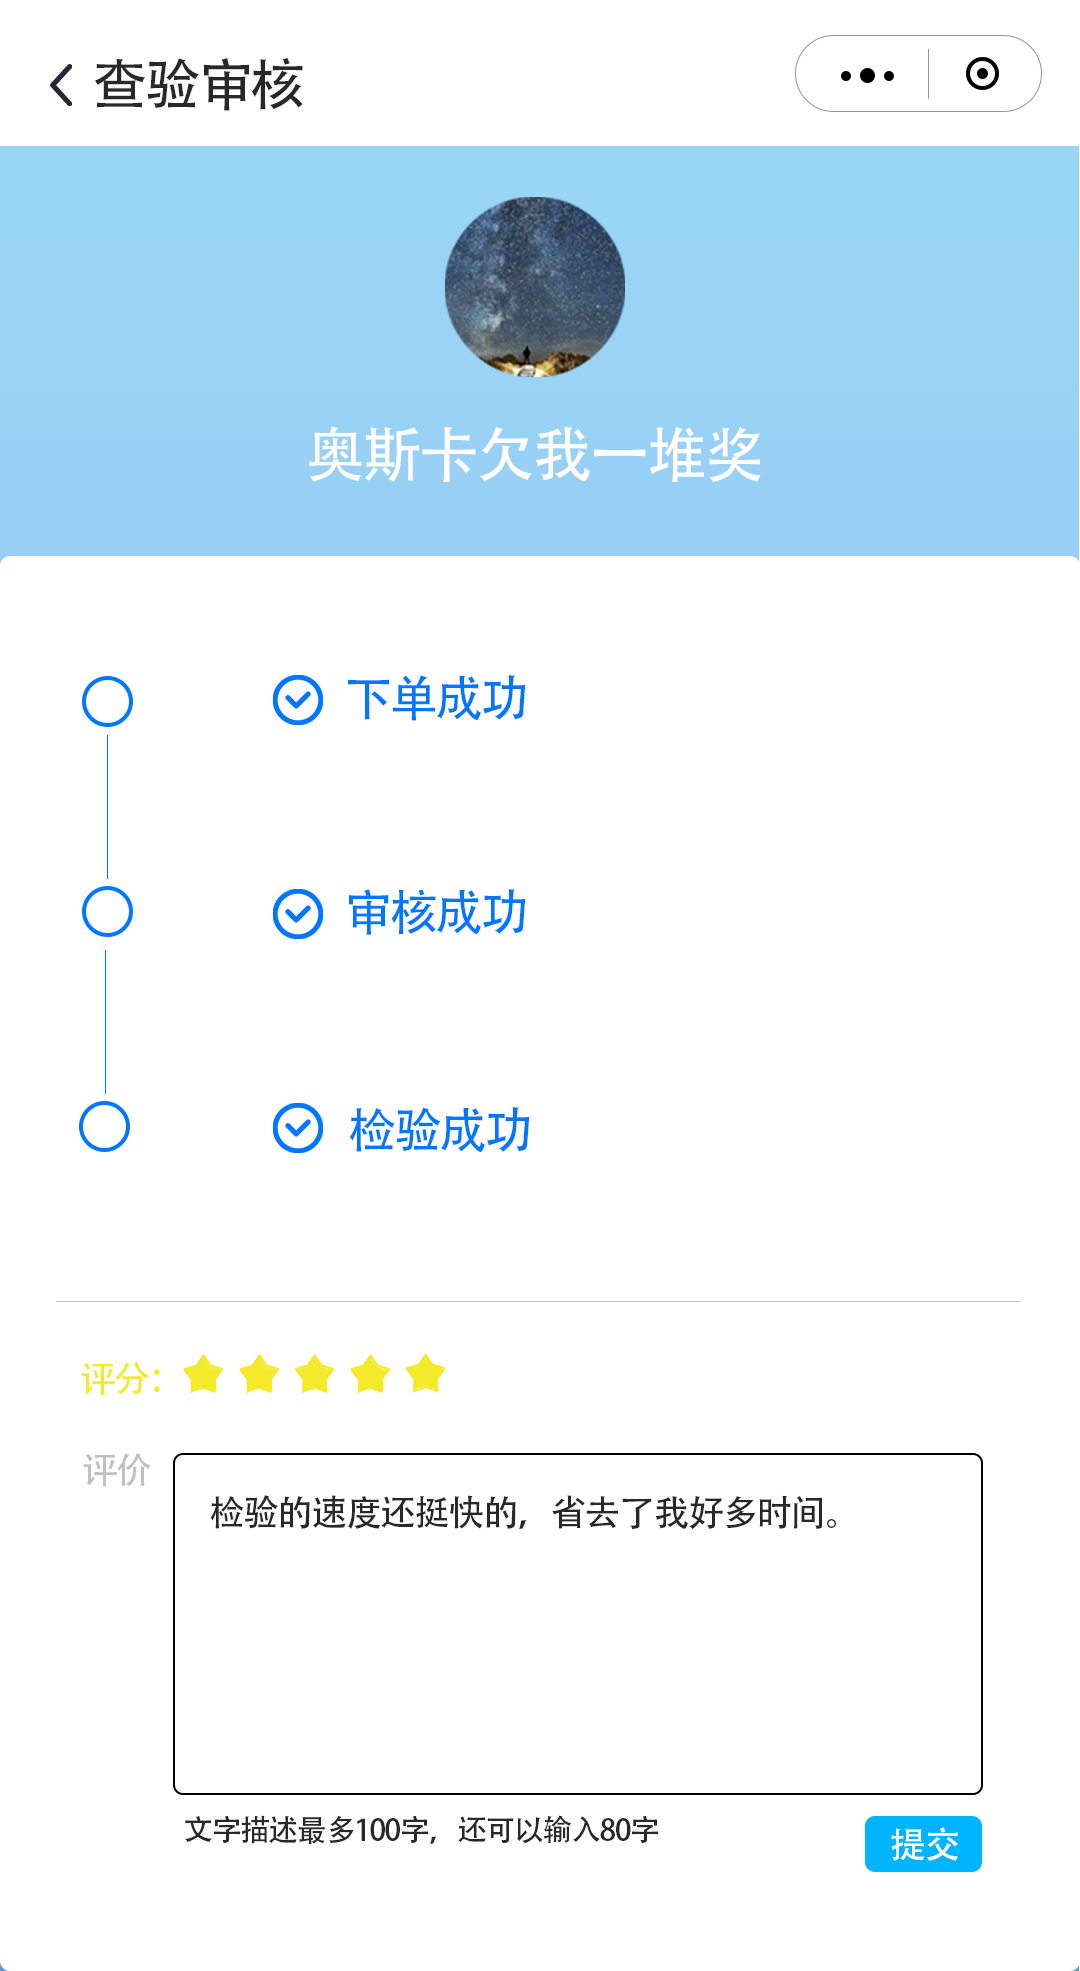 查验审核
奥斯卡欠我一堆奖
下单成功
审核成功
检验成功
评分：
评价
检验的速度还挺快的，省去了我好多时间。
文字描述最多100字，还可以输入80字
提交